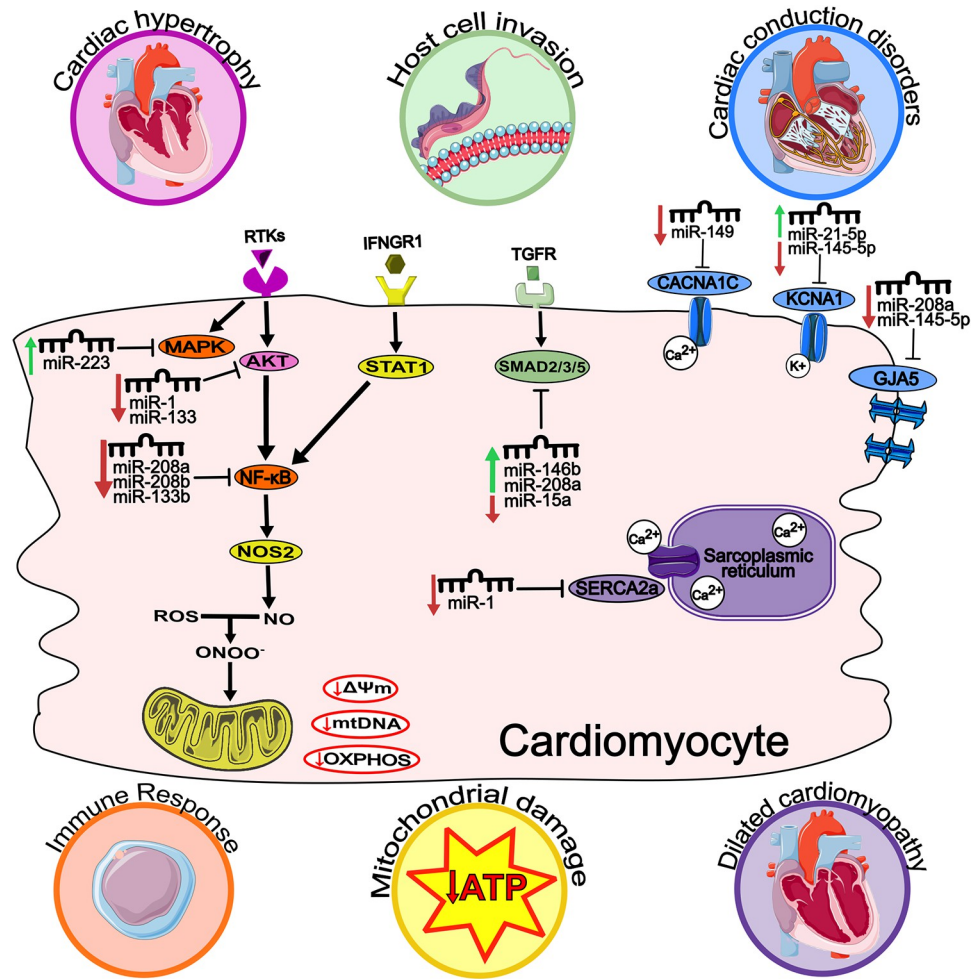 Cardiac hypertrophy
Host cell invasion
Cardiac conduction disorders
RTKs
IFNGR1
TGFR
miR-149
miR-21-5p
miR-145-5p
CACNA1C
KCNA1
miR-208a
miR-145-5p
Ca2+
K+
GJA5
miR-223
MAPK
AKT
STAT1
SMAD2/3/5
miR-1
miR-133
miR-208a
miR-208b
miR-133b
NF-κB
miR-146b
miR-208a
miR-15a
NOS2
Ca2+
Ca2+
Sarcoplasmic
reticulum
Ca2+
miR-1
SERCA2a
ROS
NO
ONOO-
↓ΔΨm
↓mtDNA
↓OXPHOS
Cardiomyocyte
Immune Response
Mitochondrial damage
Dilated cardiomyopathy
↓ATP